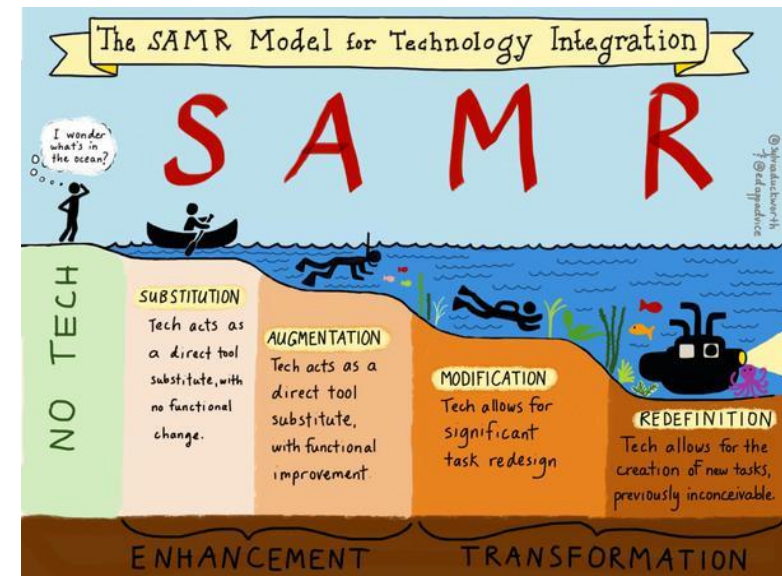 The SAMR Model for Technology Integration
S A M R
I wonder
what's in
the ocean?
@sylviaduckworth
@edappadvice
NO TECH
SUBSTITUTION
Tech acts as
a direct tool
substitute, with
no functional
change.
AUGMENTATION
Tech acts as a
direct tool
substitute,
with functional
improvement
MODIFICATION
Tech allows for
significant
task redesign
REDEFINITION
Tech allows for the
creation of new tasks,
previously inconceivable.
ENHANCEMENT
TRANSFORMATION